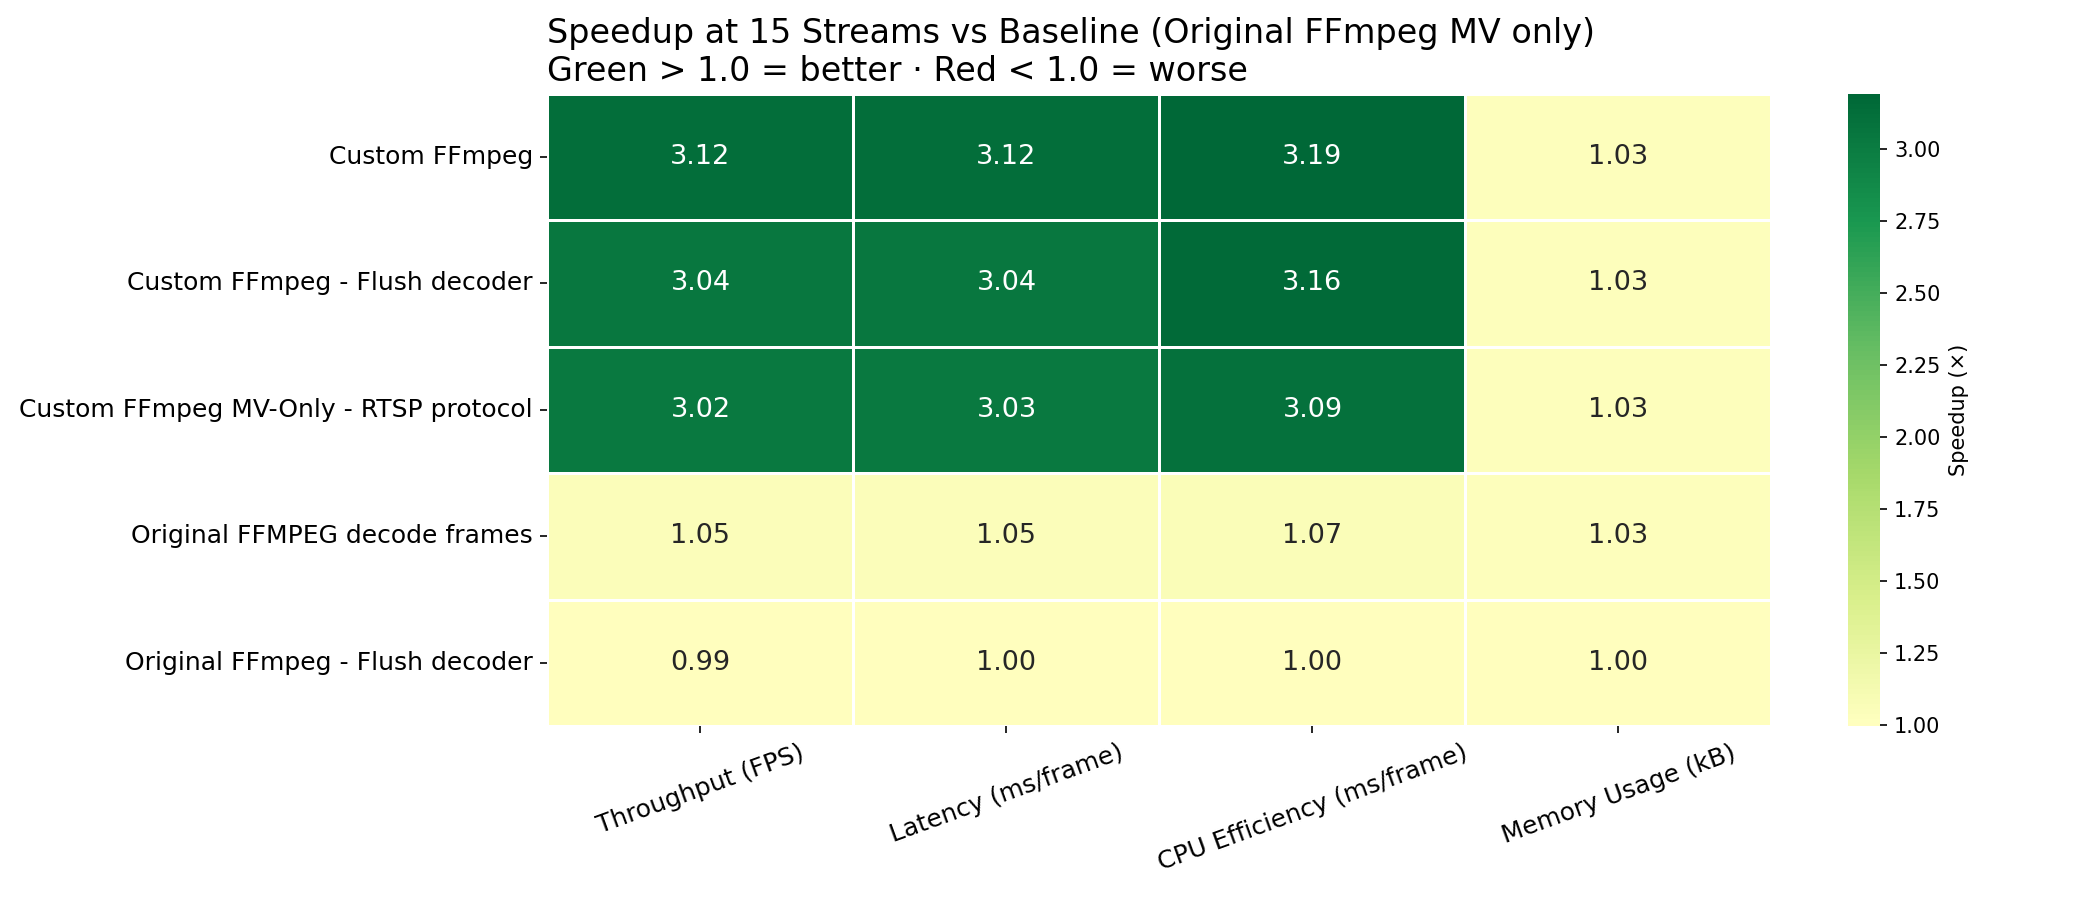 Speedup at 15 Streams vs Baseline (Original FFmpeg MV only)
Green > 1.0 = better · Red < 1.0 = worse
Custom FFmpeg
3.12
3.12
3.19
1.03
Custom FFmpeg - Flush decoder
3.04
3.04
3.16
1.03
Custom FFmpeg MV-Only - RTSP protocol
3.02
3.03
3.09
1.03
Original FFMPEG decode frames
1.05
1.05
1.07
1.03
Original FFmpeg - Flush decoder
0.99
1.00
1.00
1.00
Throughput (FPS)
Latency (ms/frame)
CPU Efficiency (ms/frame)
Memory Usage (kB)
3.00
2.75
2.50
2.25
2.00
1.75
1.50
1.25
1.00
Speedup (×)